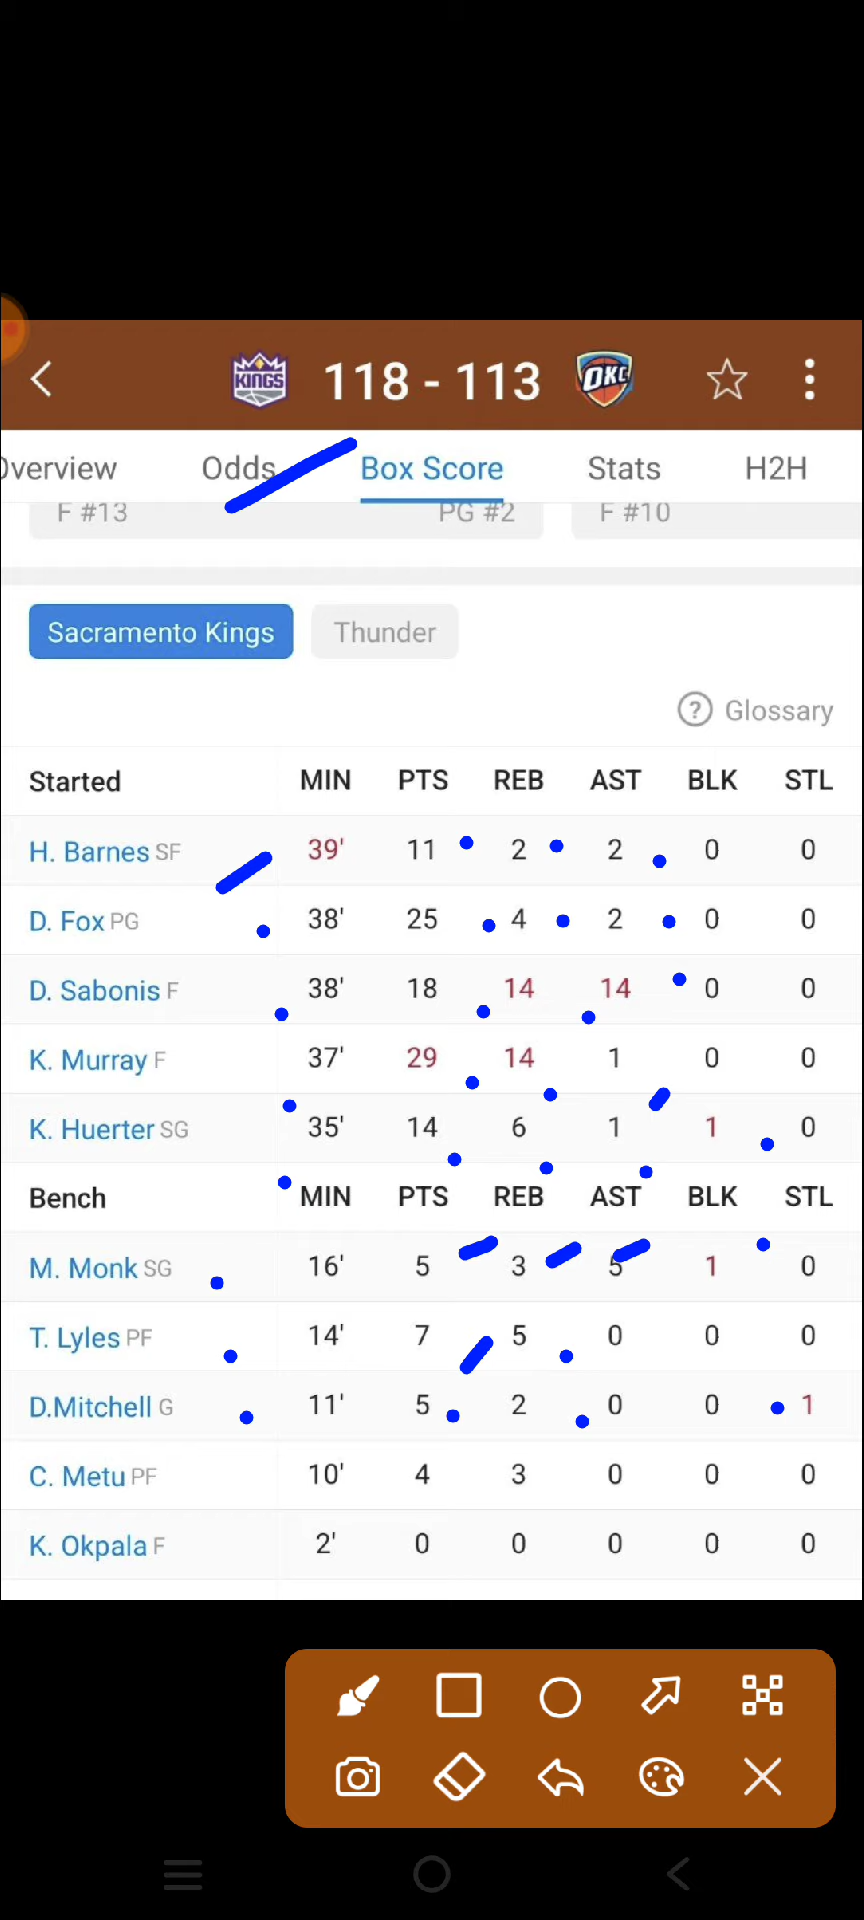 KINGS 118 - 113 OKC
Overview Odds Box Score Stats H2H
F #13 PG #2 F #10
Sacramento Kings Thunder
? Glossary
Started MIN PTS REB AST BLK STL
H. Barnes SF 39' 11 2 2 0 0
D. Fox PG 38' 25 4 2 0 0
D. Sabonis F 38' 18 14 14 0 0
K. Murray F 37' 29 14 1 0 0
K. Huerter SG 35' 14 6 1 1 0
Bench MIN PTS REB AST BLK STL
M. Monk SG 16' 5 3 5 1 0
T. Lyles PF 14' 7 5 0 0 0
D.Mitchell G 11' 5 2 0 0 1
C. Metu PF 10' 4 3 0 0 0
K. Okpala F 2' 0 0 0 0 0